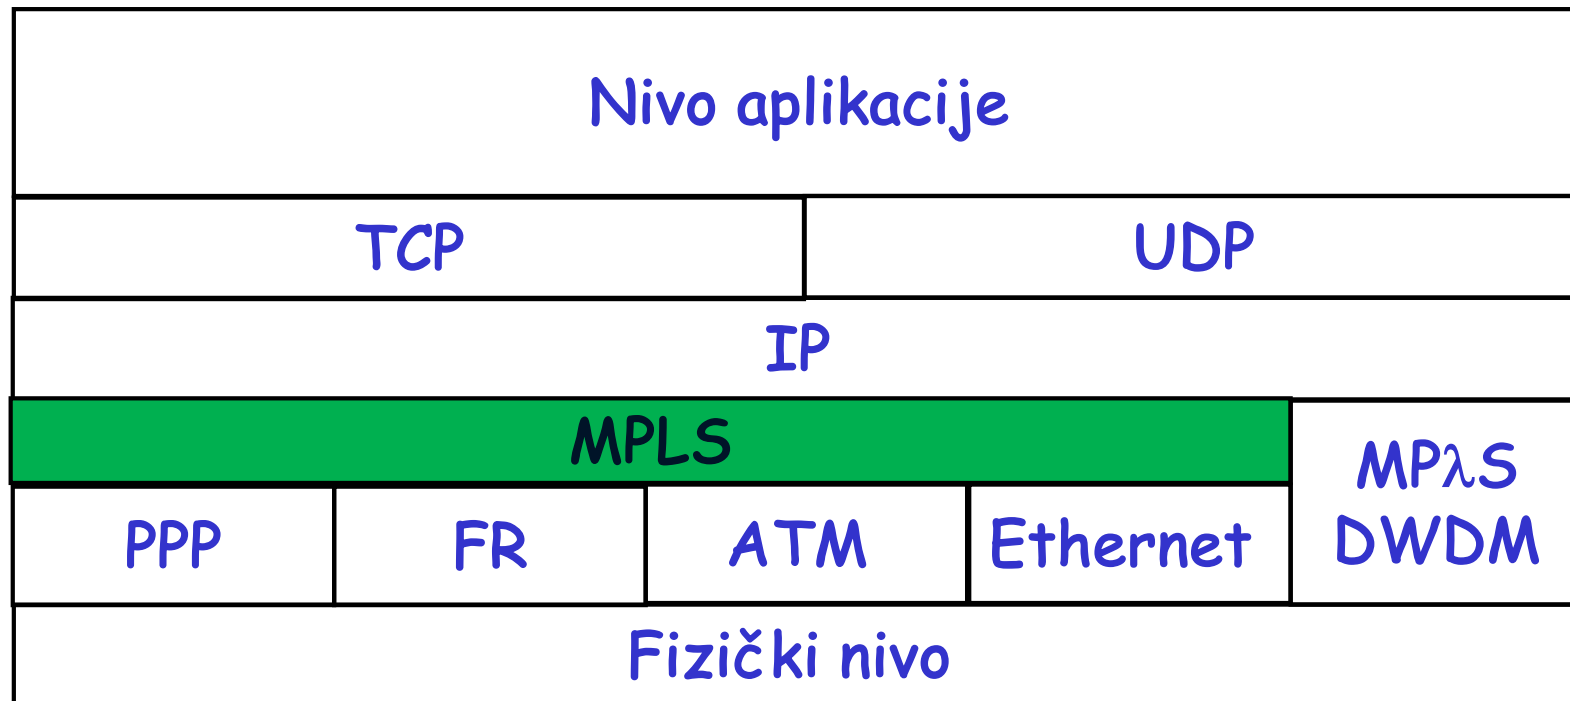 Nivo aplikacije
TCP
UDP
IP
MPLS
MPλS
DWDM
PPP
FR
ATM
Ethernet
Fizički nivo